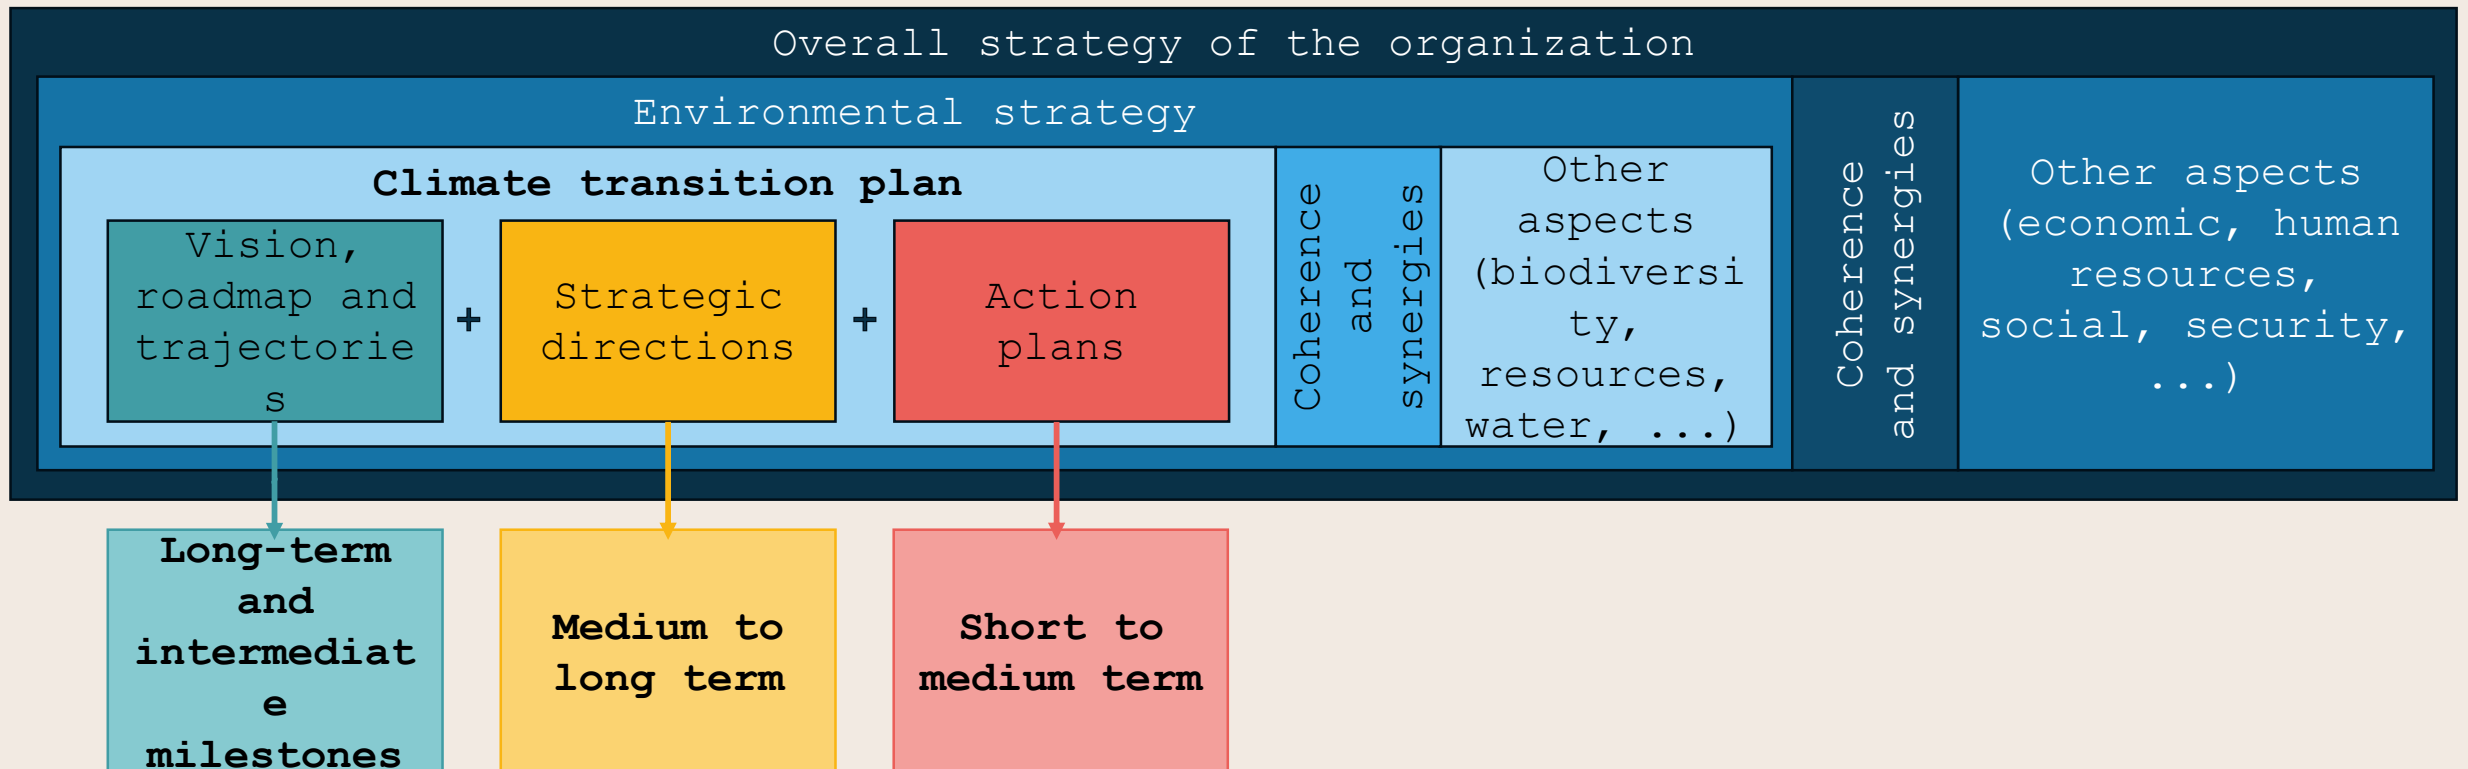 Overall strategy of the organization
Environmental strategy
Climate transition plan
Vision,
roadmap and
trajectorie
s
+
Strategic
directions
+
Action
plans
Coherence
and
synergies
Other
aspects
(biodiversi
ty,
resources,
water, ...)
Coherence
and synergies
Other aspects
(economic, human
resources,
social, security,
...)
Long-term
and
intermediat
e
milestones
Medium to
long term
Short to
medium term